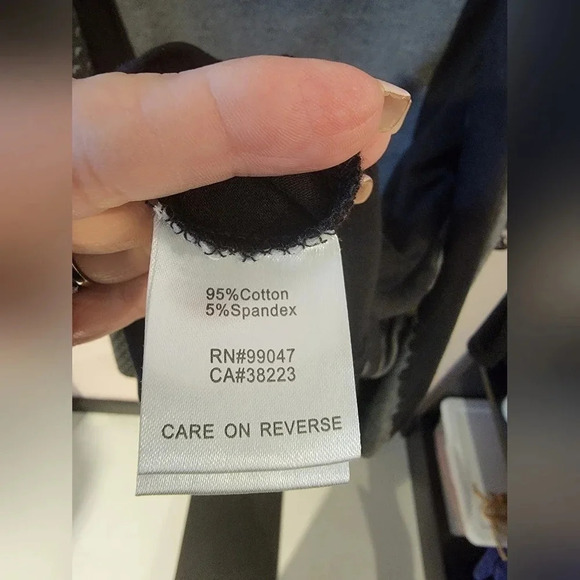 95%Cotton
5%Spandex
RN#99047
CA#38223
CARE ON REVERSE